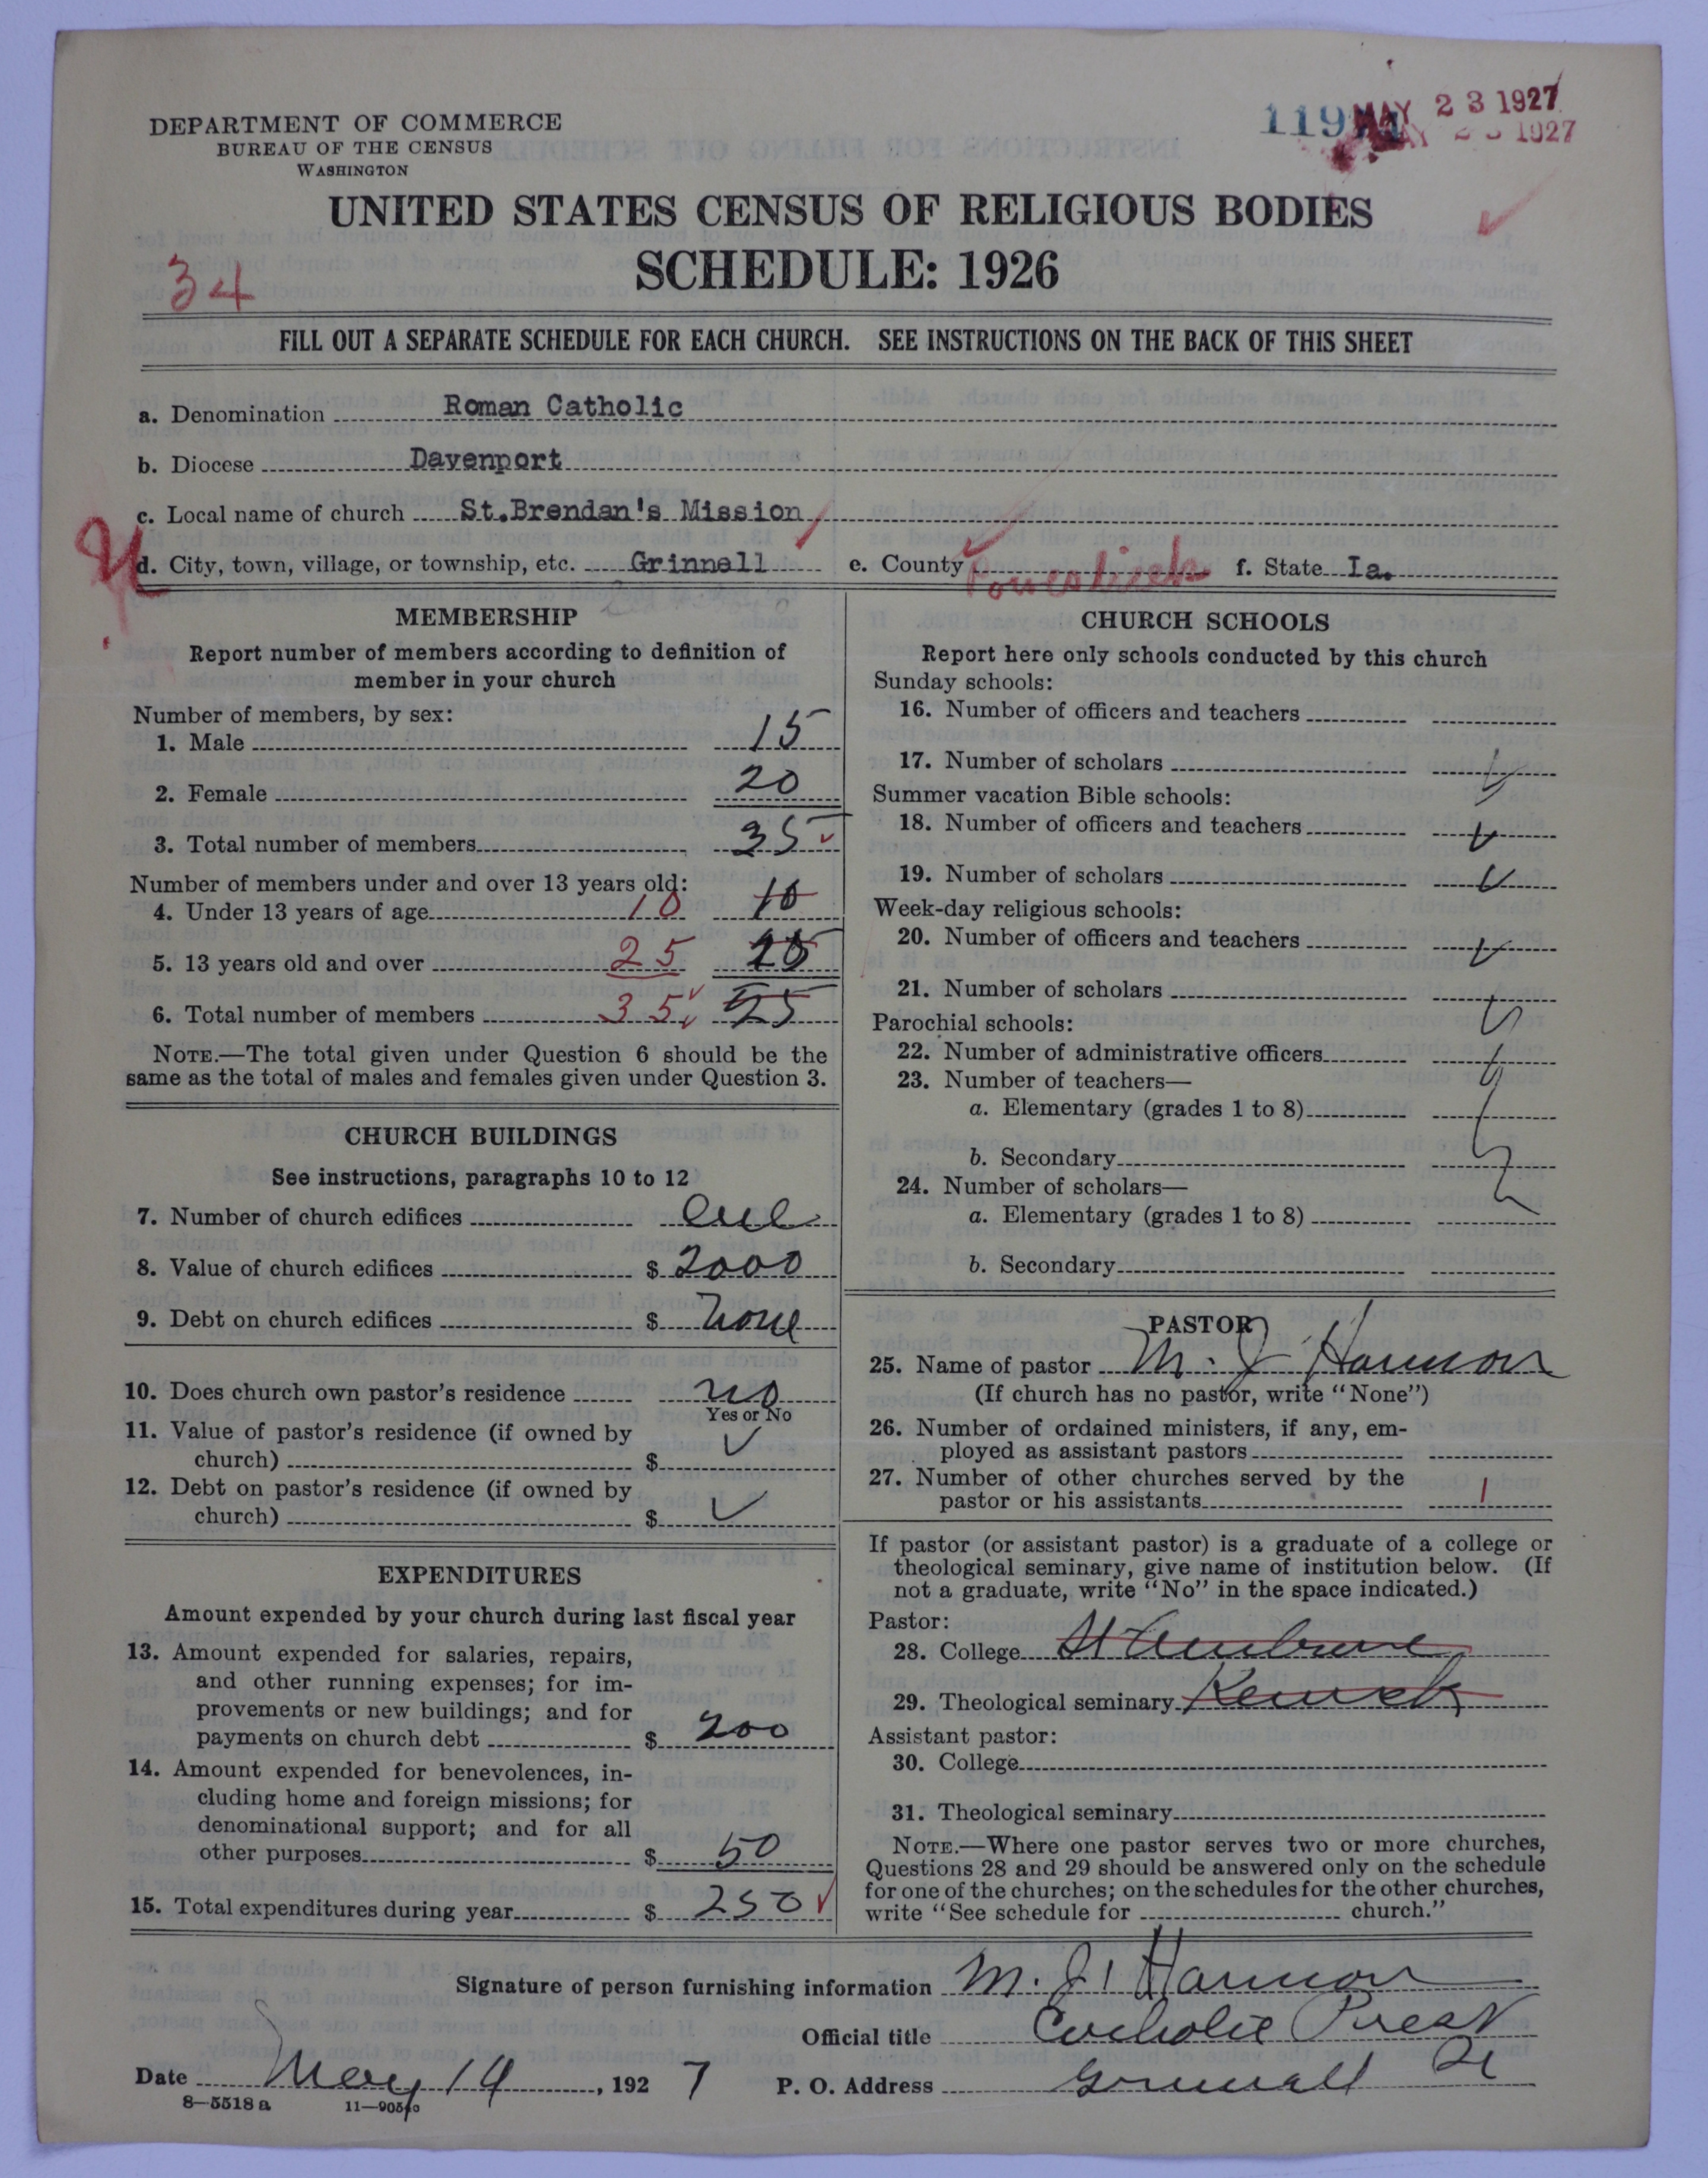 DEPARTMENT OF COMMERCE
BUREAU OF THE CENSUS
WASHINGTON
MAY 23 1927
UNITED STATES CENSUS OF RELIGIOUS BODIES
SCHEDULE: 1926
34
FILL OUT A SEPARATE SCHEDULE FOR EACH CHURCH. SEE INSTRUCTIONS ON THE BACK OF THIS SHEET
a. Denomination Roman Catholic
b. Diocese Davenport
c. Local name of church St.Brendan's Mission
d. City, town, village, or township, etc. Grinnell e. County Poweshiek f. State Ia.
MEMBERSHIP
Report number of members according to definition of
member in your church
Number of members, by sex:
1. Male 15
2. Female 20
3. Total number of members 35
Number of members under and over 13 years old:
4. Under 13 years of age 10 10
5. 13 years old and over 25
6. Total number of members 35
NOTE.—The total given under Question 6 should be the
same as the total of males and females given under Question 3.
CHURCH BUILDINGS
See instructions, paragraphs 10 to 12
7. Number of church edifices one
8. Value of church edifices $ 2000
9. Debt on church edifices $ none
10. Does church own pastor's residence no
Yes or No
11. Value of pastor's residence (if owned by
church) $
12. Debt on pastor's residence (if owned by
church) $
EXPENDITURES
Amount expended by your church during last fiscal year
13. Amount expended for salaries, repairs,
and other running expenses; for im-
provements or new buildings; and for
payments on church debt $ 200
14. Amount expended for benevolences, in-
cluding home and foreign missions; for
denominational support; and for all
other purposes $ 50
15. Total expenditures during year $ 250
CHURCH SCHOOLS
Report here only schools conducted by this church
Sunday schools:
16. Number of officers and teachers
17. Number of scholars
Summer vacation Bible schools:
18. Number of officers and teachers
19. Number of scholars
Week-day religious schools:
20. Number of officers and teachers
21. Number of scholars
Parochial schools:
22. Number of administrative officers
23. Number of teachers—
a. Elementary (grades 1 to 8)
b. Secondary
24. Number of scholars—
a. Elementary (grades 1 to 8)
b. Secondary
PASTOR
25. Name of pastor M. J. Harmon
(If church has no pastor, write "None")
26. Number of ordained ministers, if any, em-
ployed as assistant pastors
27. Number of other churches served by the
pastor or his assistants 1
If pastor (or assistant pastor) is a graduate of a college or
theological seminary, give name of institution below. (If
not a graduate, write "No" in the space indicated.)
Pastor:
28. College St Ambrose
29. Theological seminary Kenrick
Assistant pastor:
30. College
31. Theological seminary
NOTE.—Where one pastor serves two or more churches,
Questions 28 and 29 should be answered only on the schedule
for one of the churches; on the schedules for the other churches,
write "See schedule for church."
Signature of person furnishing information M. J. Harmon
Official title Catholic Priest
Date May 14, 1927 P. O. Address Grinnell Ia
8—5518 a